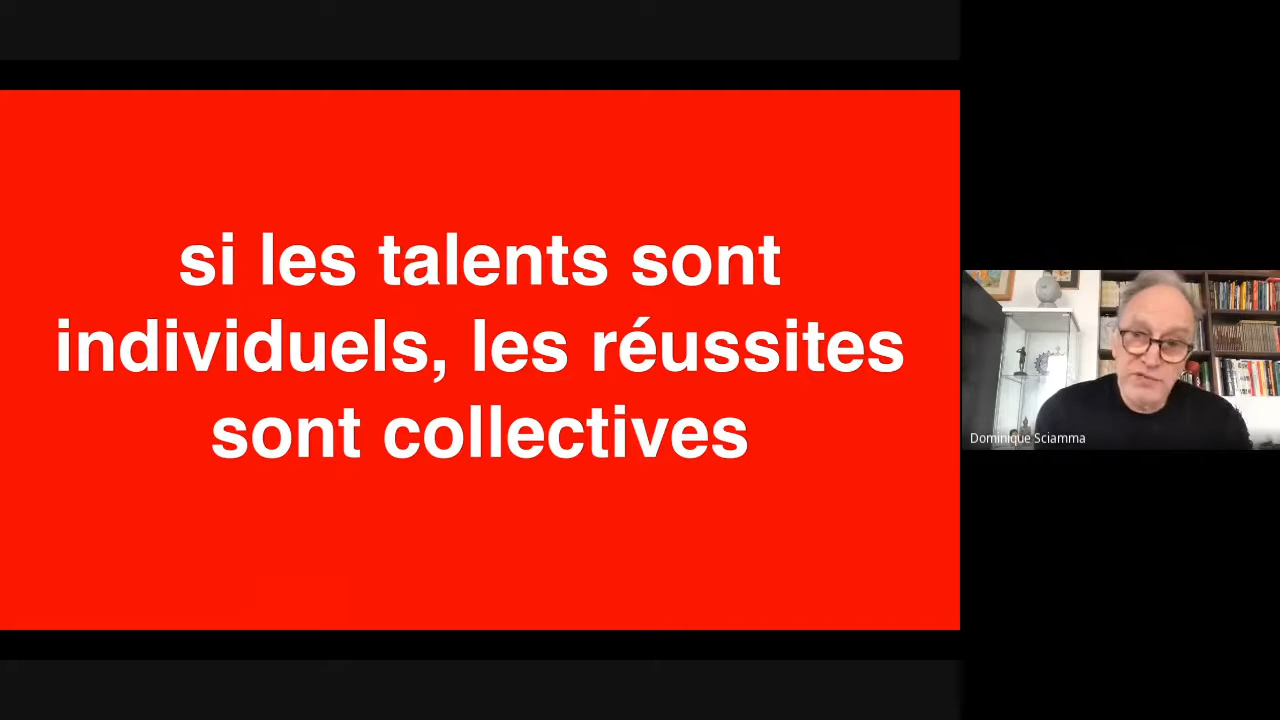 si les talents sont
individuels, les réussites
sont collectives
Dominique Sciamma